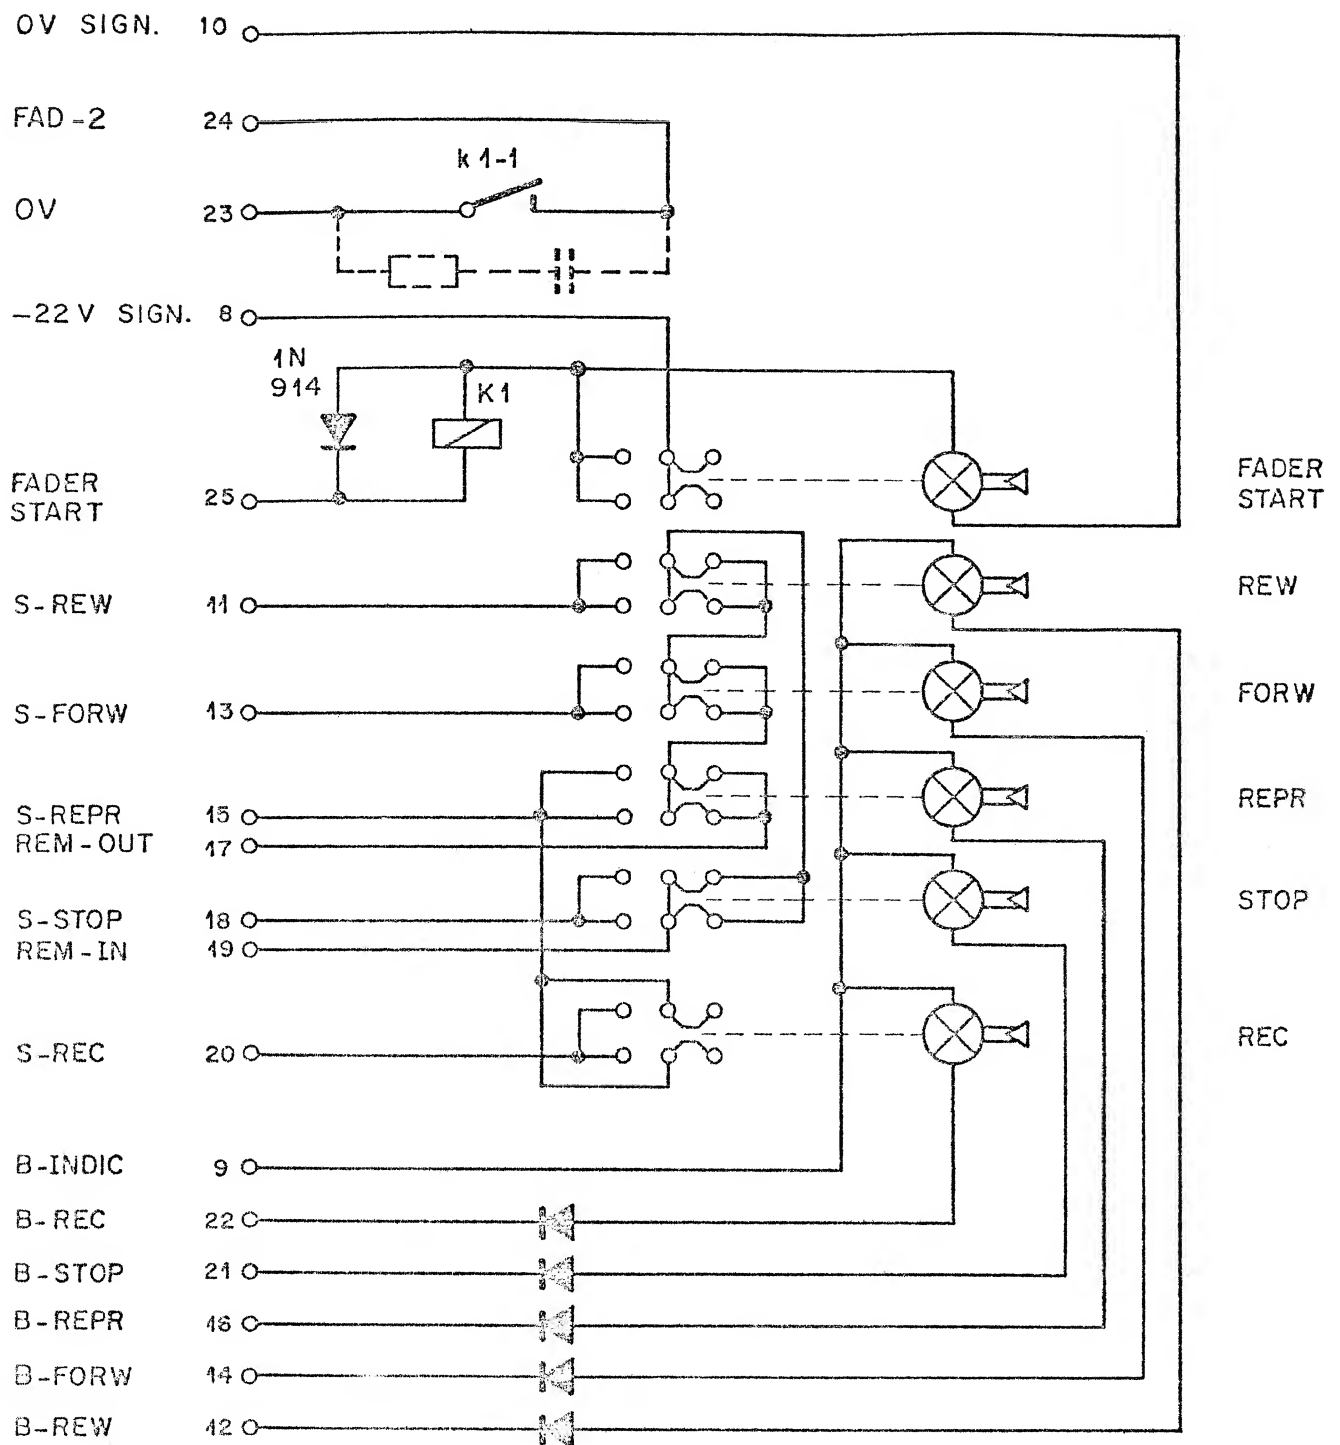 OV SIGN. 10
FAD-2 24
k1-1
OV 23
-22V SIGN. 8
1N
914
K1
FADER
START 25
FADER
START
S-REW 11
REW
S-FORW 13
FORW
S-REPR 15
REPR
REM-OUT 17
S-STOP 18
STOP
REM-IN 19
S-REC 20
REC
B-INDIC 9
B-REC 22
B-STOP 21
B-REPR 16
B-FORW 14
B-REW 12